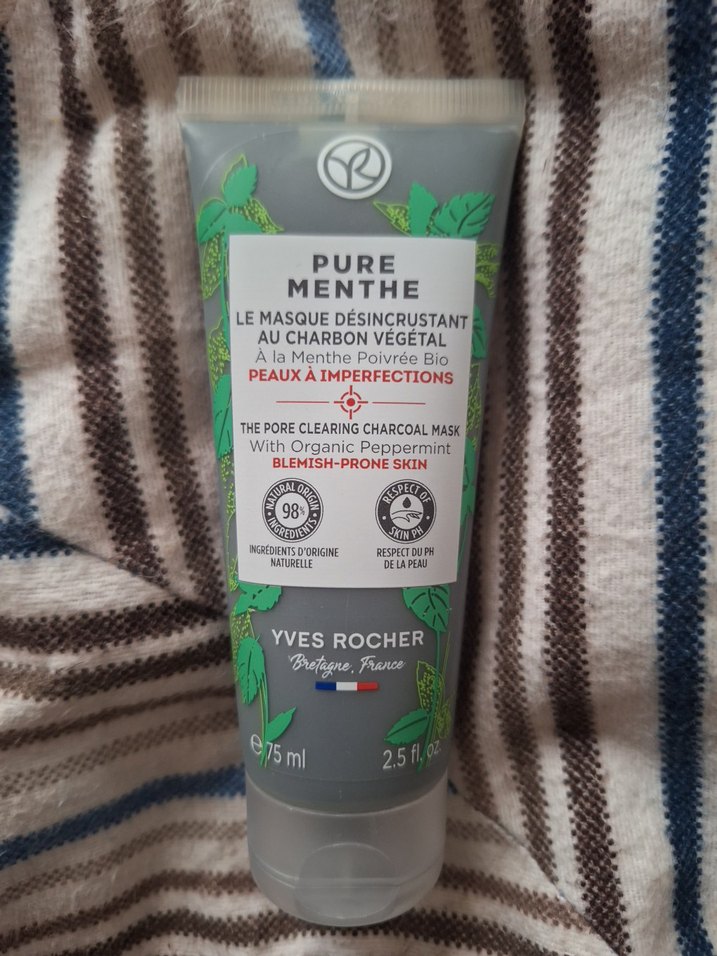 PURE
MENTHE
LE MASQUE DÉSINCRUSTANT
AU CHARBON VÉGÉTAL
À la Menthe Poivrée Bio
PEAUX À IMPERFECTIONS
THE PORE CLEARING CHARCOAL MASK
With Organic Peppermint
BLEMISH-PRONE SKIN
NATURAL ORIGIN
98%
INGREDIENTS
RESPECT OF
SKIN PH
INGRÉDIENTS D'ORIGINE
NATURELLE
RESPECT DU PH
DE LA PEAU
YVES ROCHER
Bretagne, France
℮ 75 ml
2.5 fl. oz